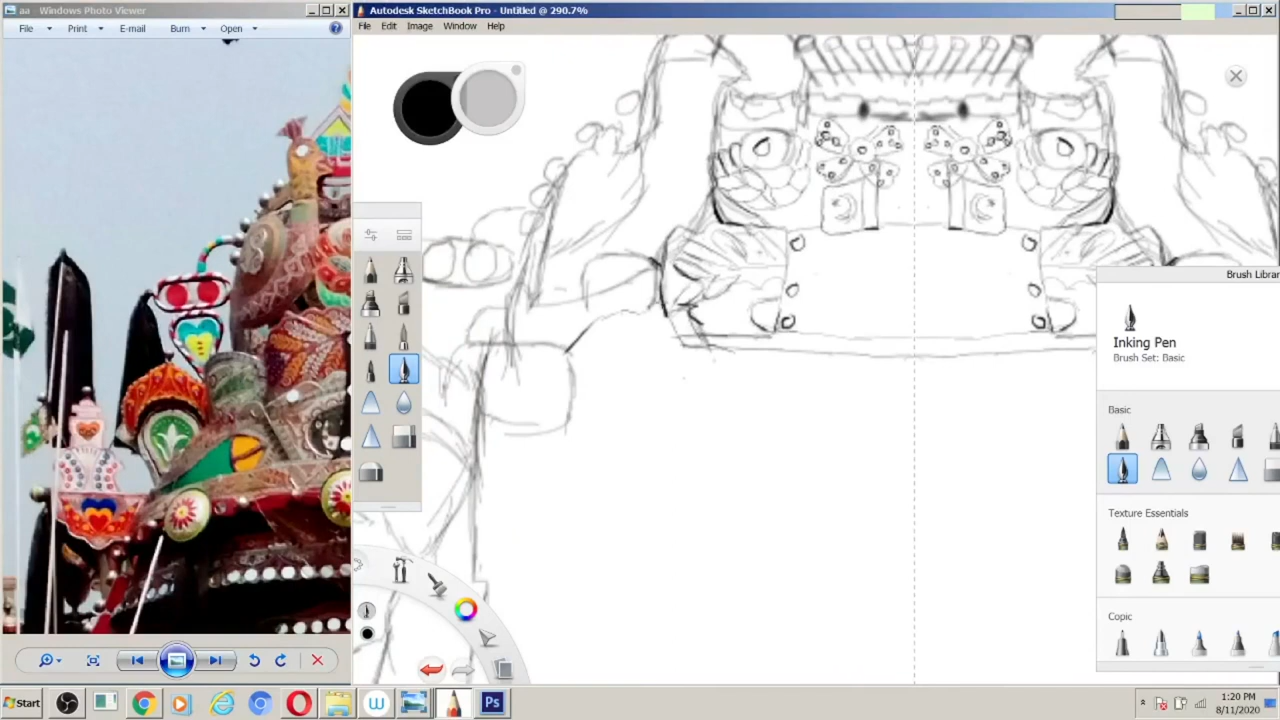 aa - Windows Photo Viewer
File Print E-mail Burn Open
Autodesk SketchBook Pro - Untitled @ 290.7%
File Edit Image Window Help
Brush Librar
Inking Pen
Brush Set: Basic
Basic
Texture Essentials
Copic
Start
W
Ps
1:20 PM
8/11/2020